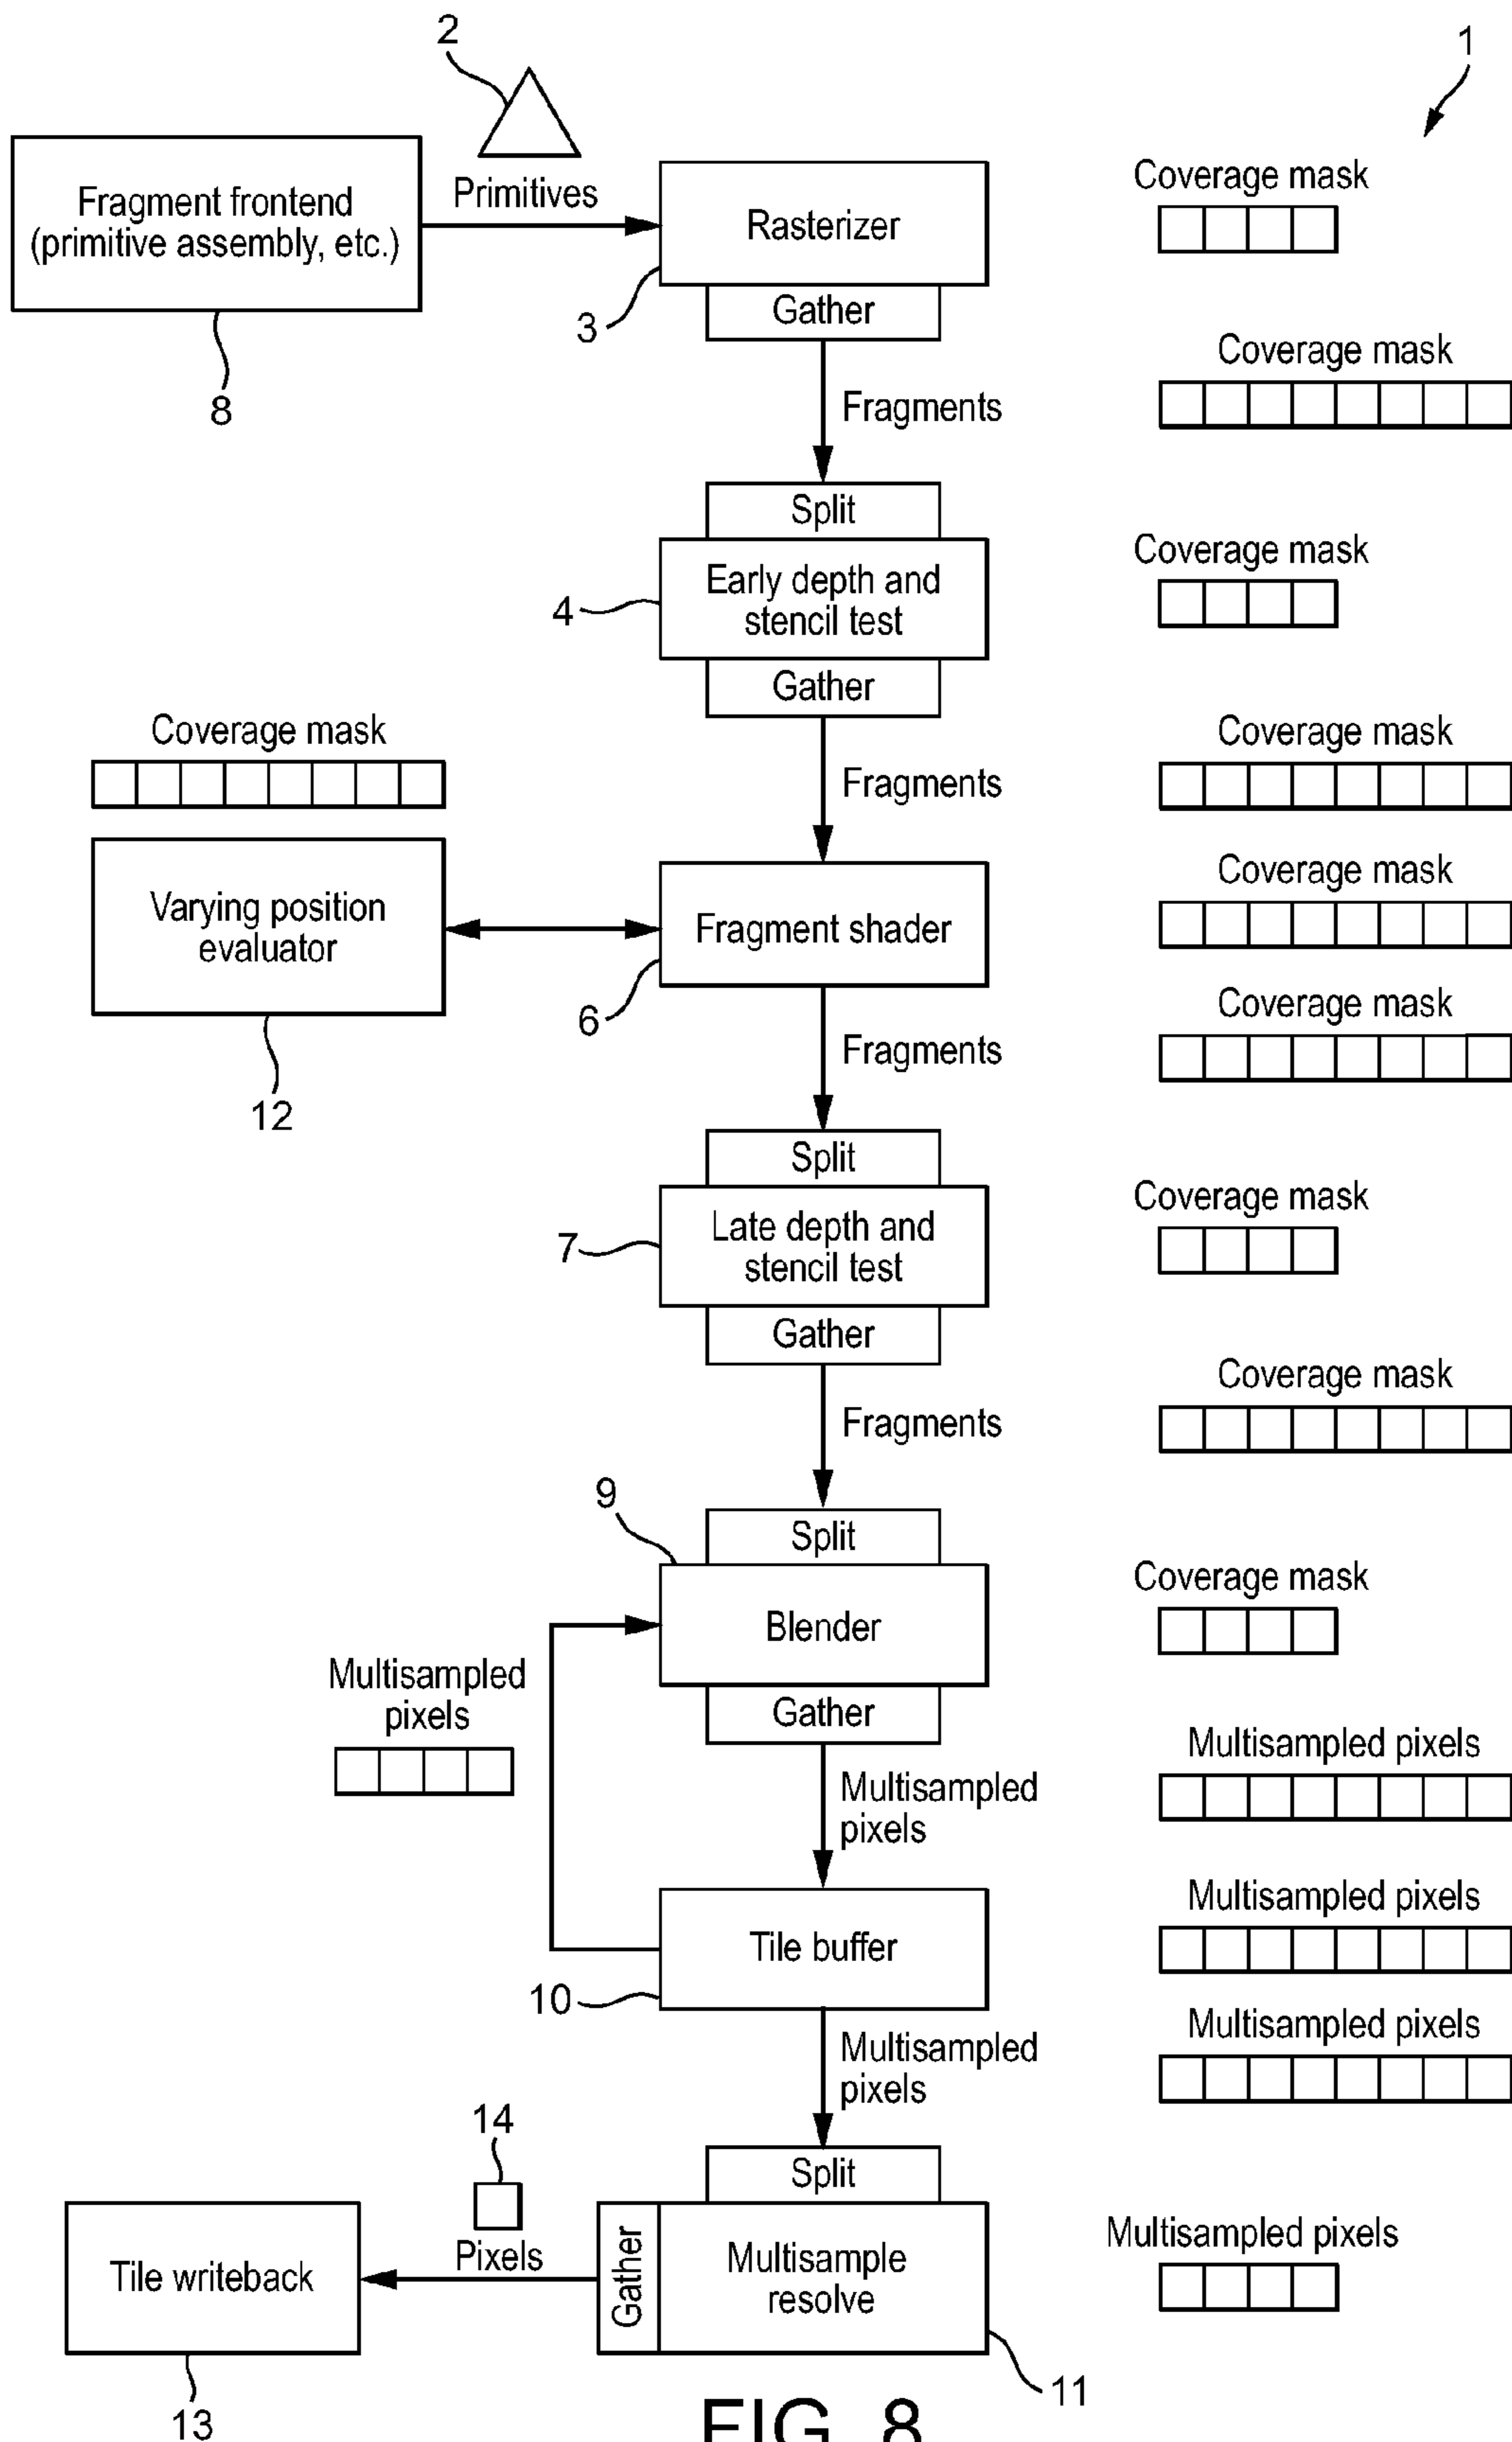 2
1
Fragment frontend
(primitive assembly, etc.)
Primitives
Rasterizer
Coverage mask
Gather
3
8
Coverage mask
Fragments
Split
Early depth and
stencil test
4
Coverage mask
Gather
Coverage mask
Fragments
Coverage mask
Varying position
evaluator
Fragment shader
Coverage mask
6
12
Fragments
Coverage mask
Split
Late depth and
stencil test
7
Coverage mask
Gather
Fragments
Coverage mask
9
Split
Blender
Coverage mask
Multisampled
pixels
Gather
Multisampled
pixels
Multisampled pixels
Tile buffer
10
Multisampled pixels
Multisampled
pixels
Multisampled pixels
14
Pixels
Split
Gather
Multisample
resolve
Multisampled pixels
Tile writeback
13
11
FIG. 8